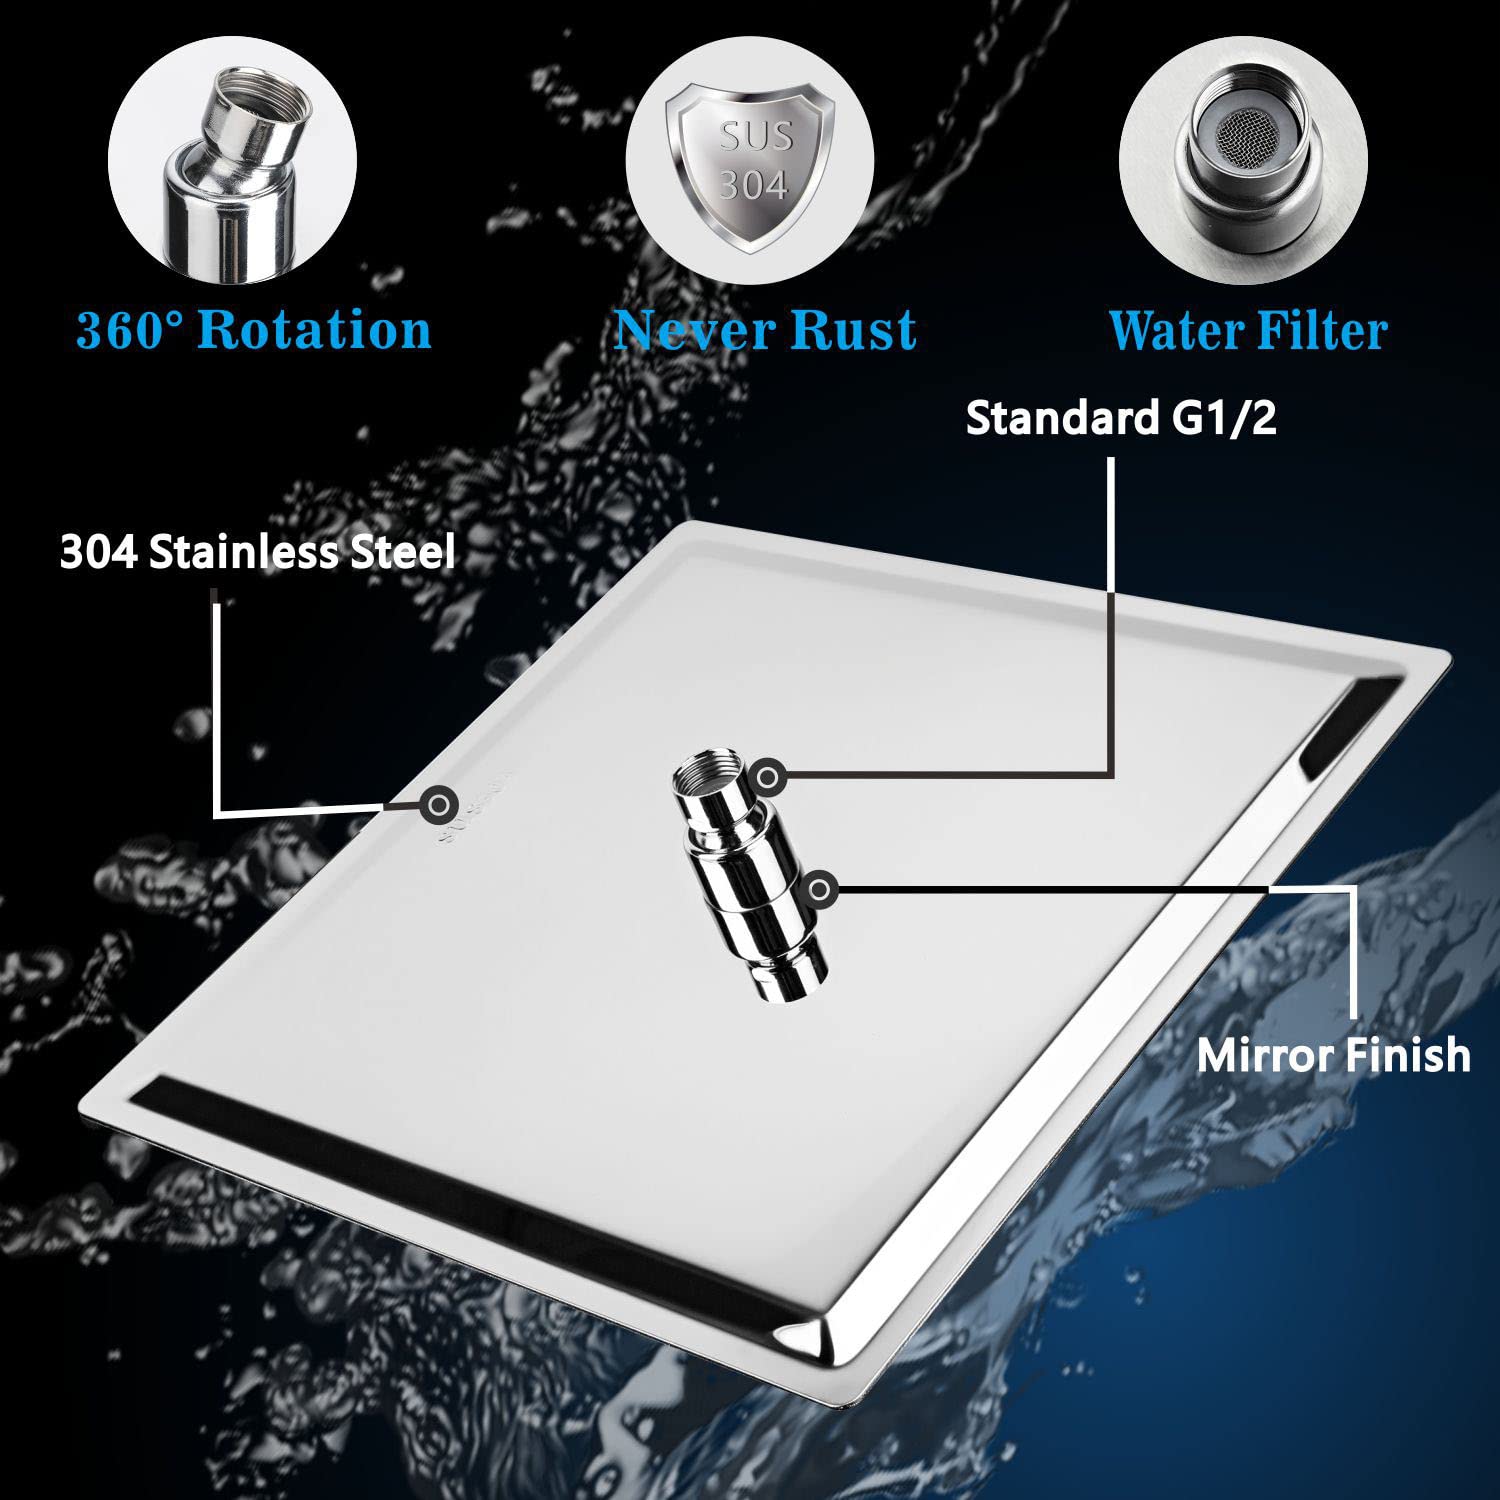 SUS
304
360° Rotation
Never Rust
Water Filter
Standard G1/2
304 Stainless Steel
Mirror Finish